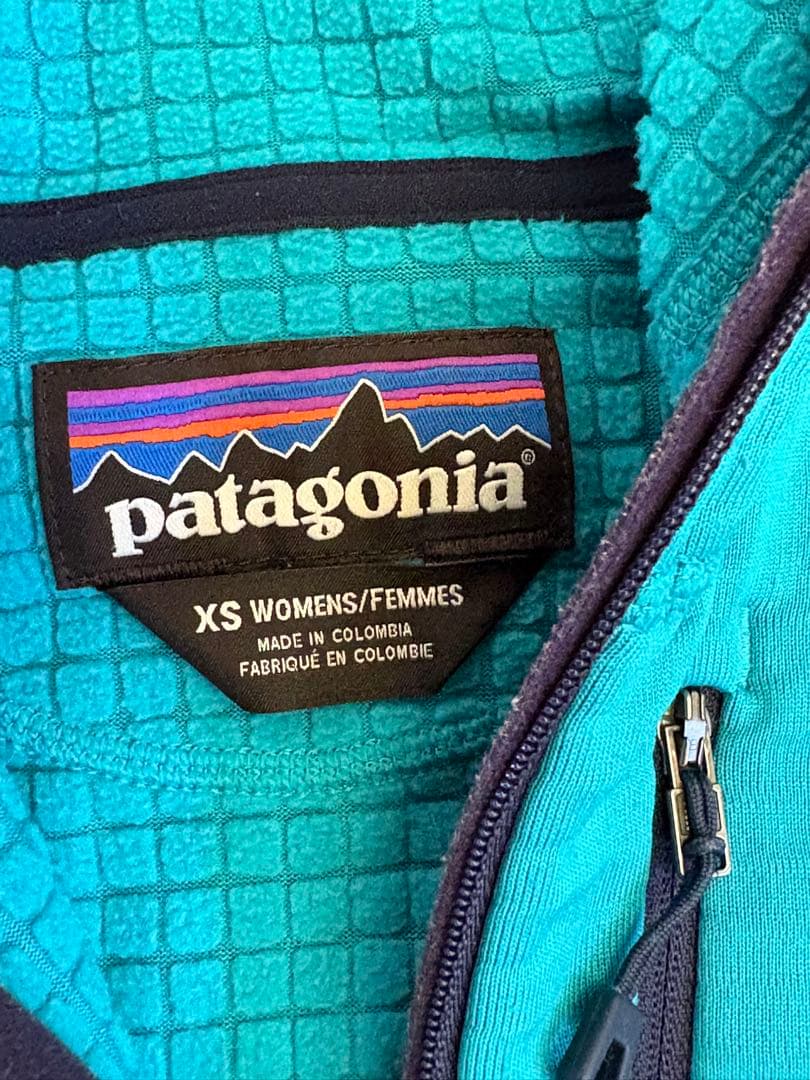 patagonia®
XS WOMENS/FEMMES
MADE IN COLOMBIA
FABRIQUÉ EN COLOMBIE